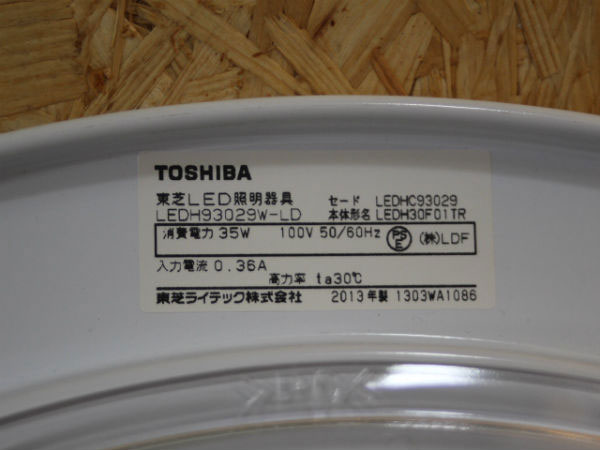 TOSHIBA
東芝LED照明器具 セード LEDHC93029
LEDH93029W-LD 本体形名 LEDH30F01TR
消費電力 35W 100V 50/60Hz PSE (株)LDF
入力電流 0.36A
高力率 ta30℃
東芝ライテック株式会社 2013年製 1303WA1086